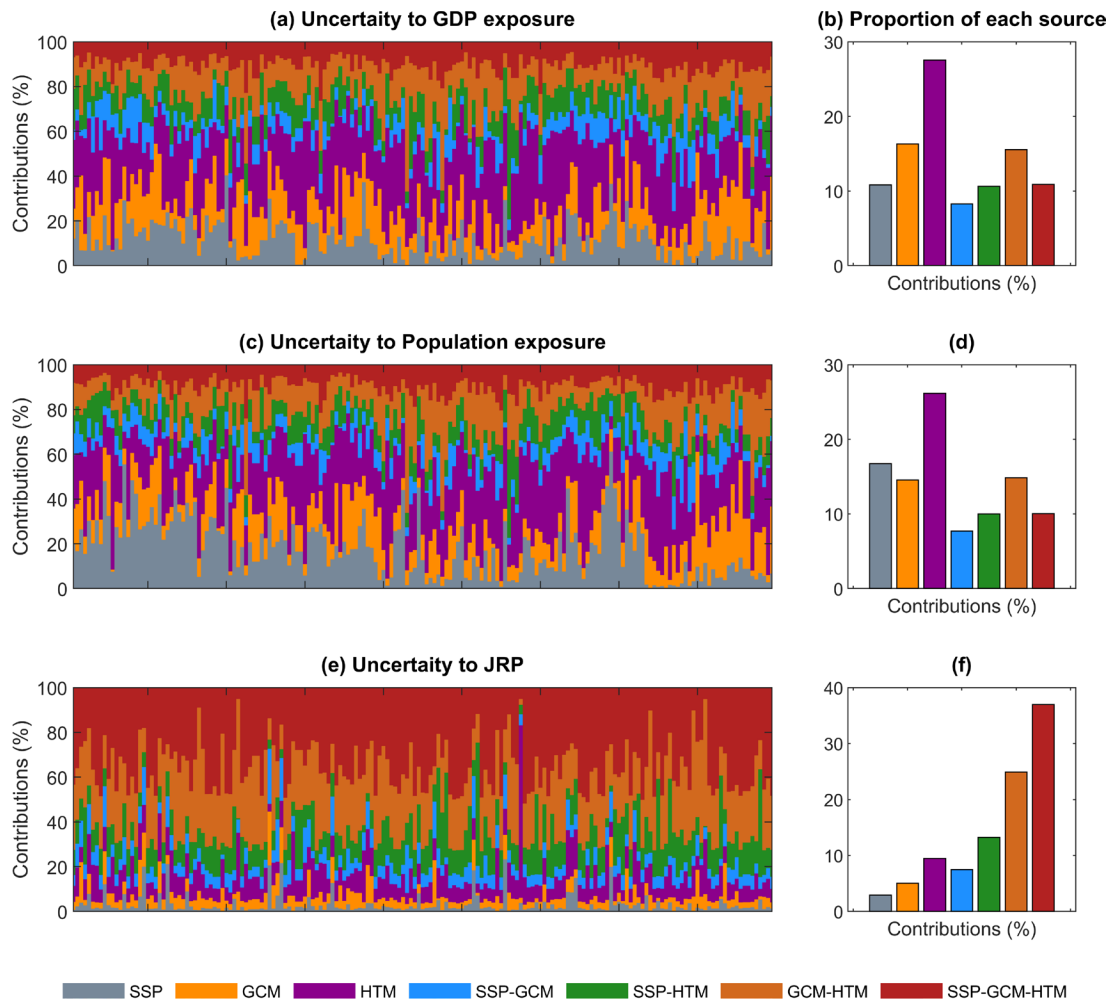 (a) Uncertaity to GDP exposure
(b) Proportion of each source
Contributions (%)
100
80
60
40
20
0
30
20
10
0
Contributions (%)
(c) Uncertaity to Population exposure
(d)
Contributions (%)
100
80
60
40
20
0
30
20
10
0
Contributions (%)
(e) Uncertaity to JRP
(f)
Contributions (%)
100
80
60
40
20
0
40
30
20
10
0
Contributions (%)
SSP GCM HTM SSP-GCM SSP-HTM GCM-HTM SSP-GCM-HTM